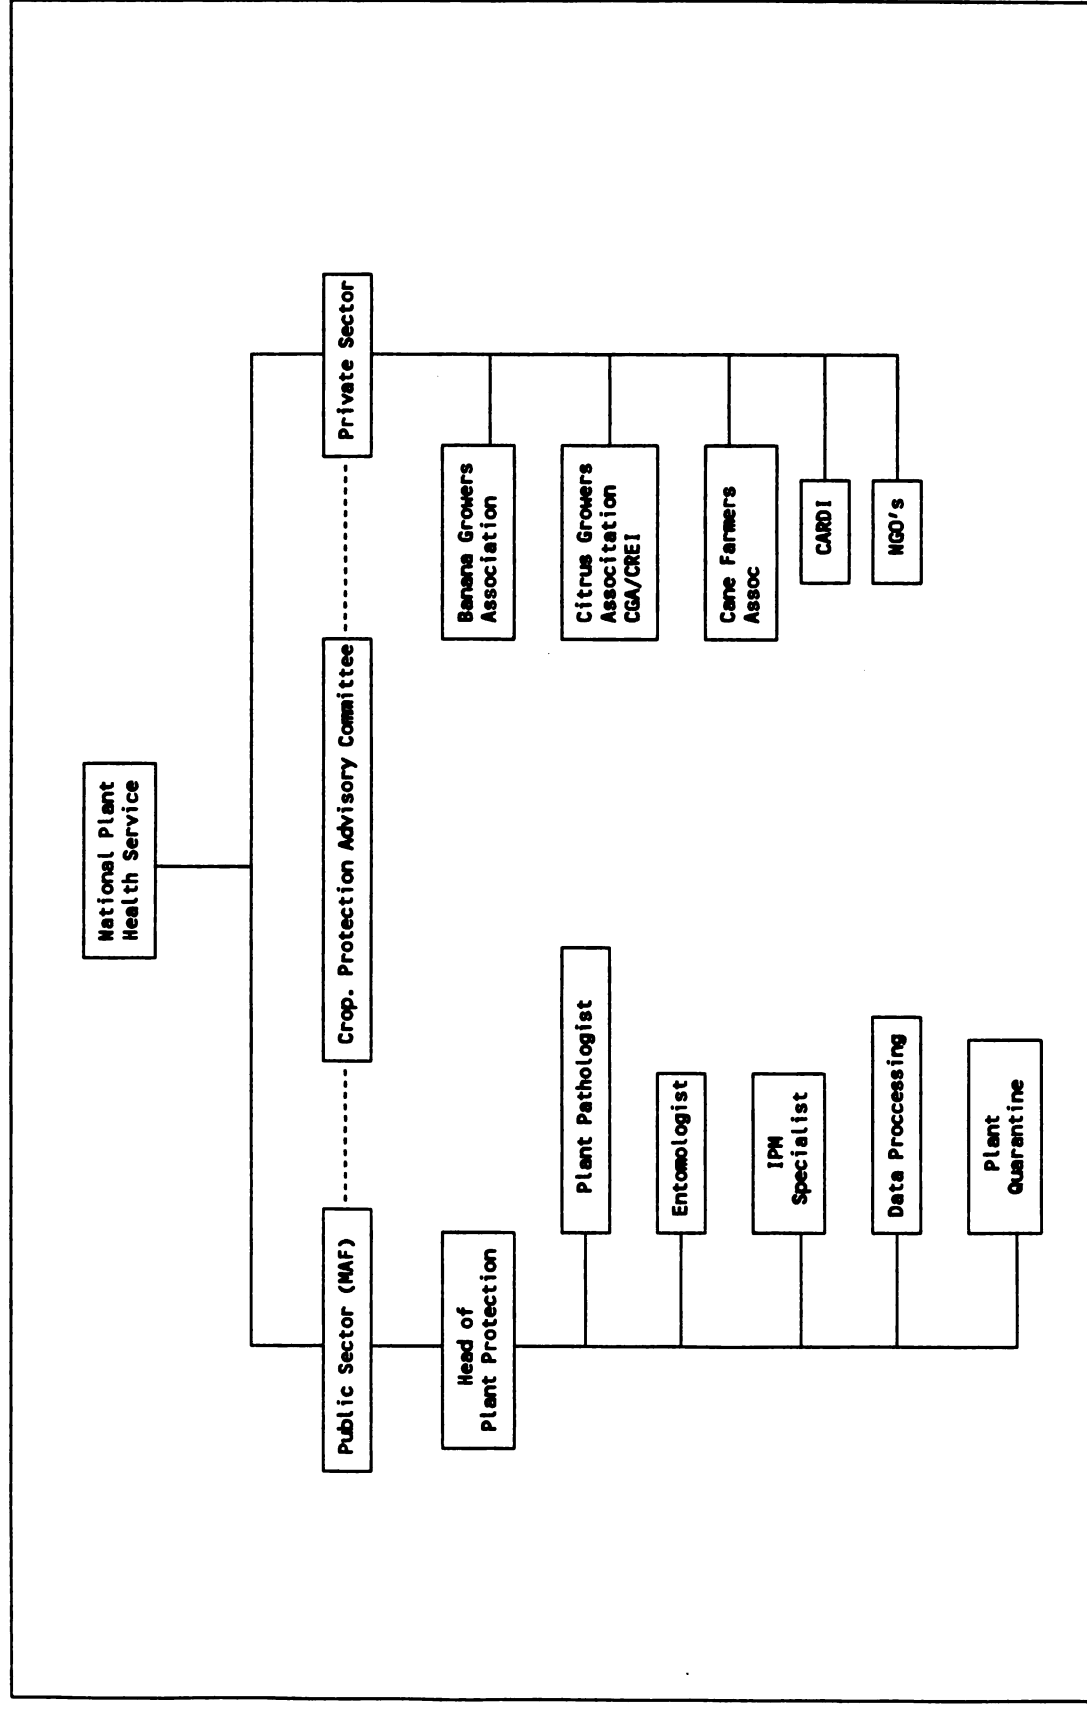 National Plant
Health Service
Public Sector (MAF)
Crop. Protection Advisory Committee
Private Sector
Head of
Plant Protection
Plant Pathologist
Entomologist
IPM
Specialist
Data Proccessing
Plant
Quarantine
Banana Growers
Association
Citrus Growers
Associtation
CGA/CREI
Cane Farmers
Assoc
CARDI
NGO's